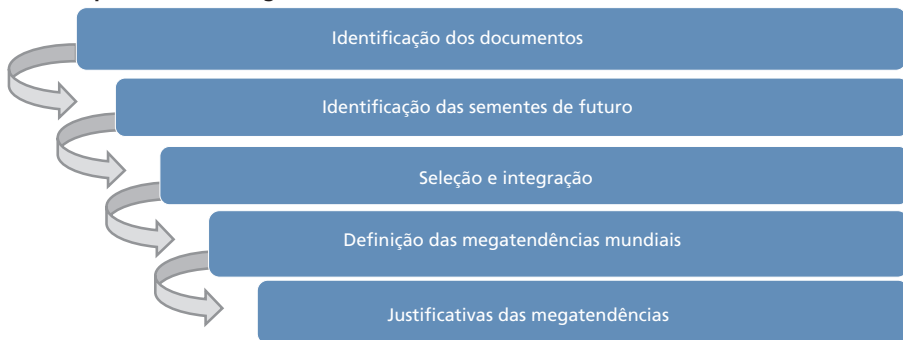 Identificação dos documentos
Identificação das sementes de futuro
Seleção e integração
Definição das megatendências mundiais
Justificativas das megatendências